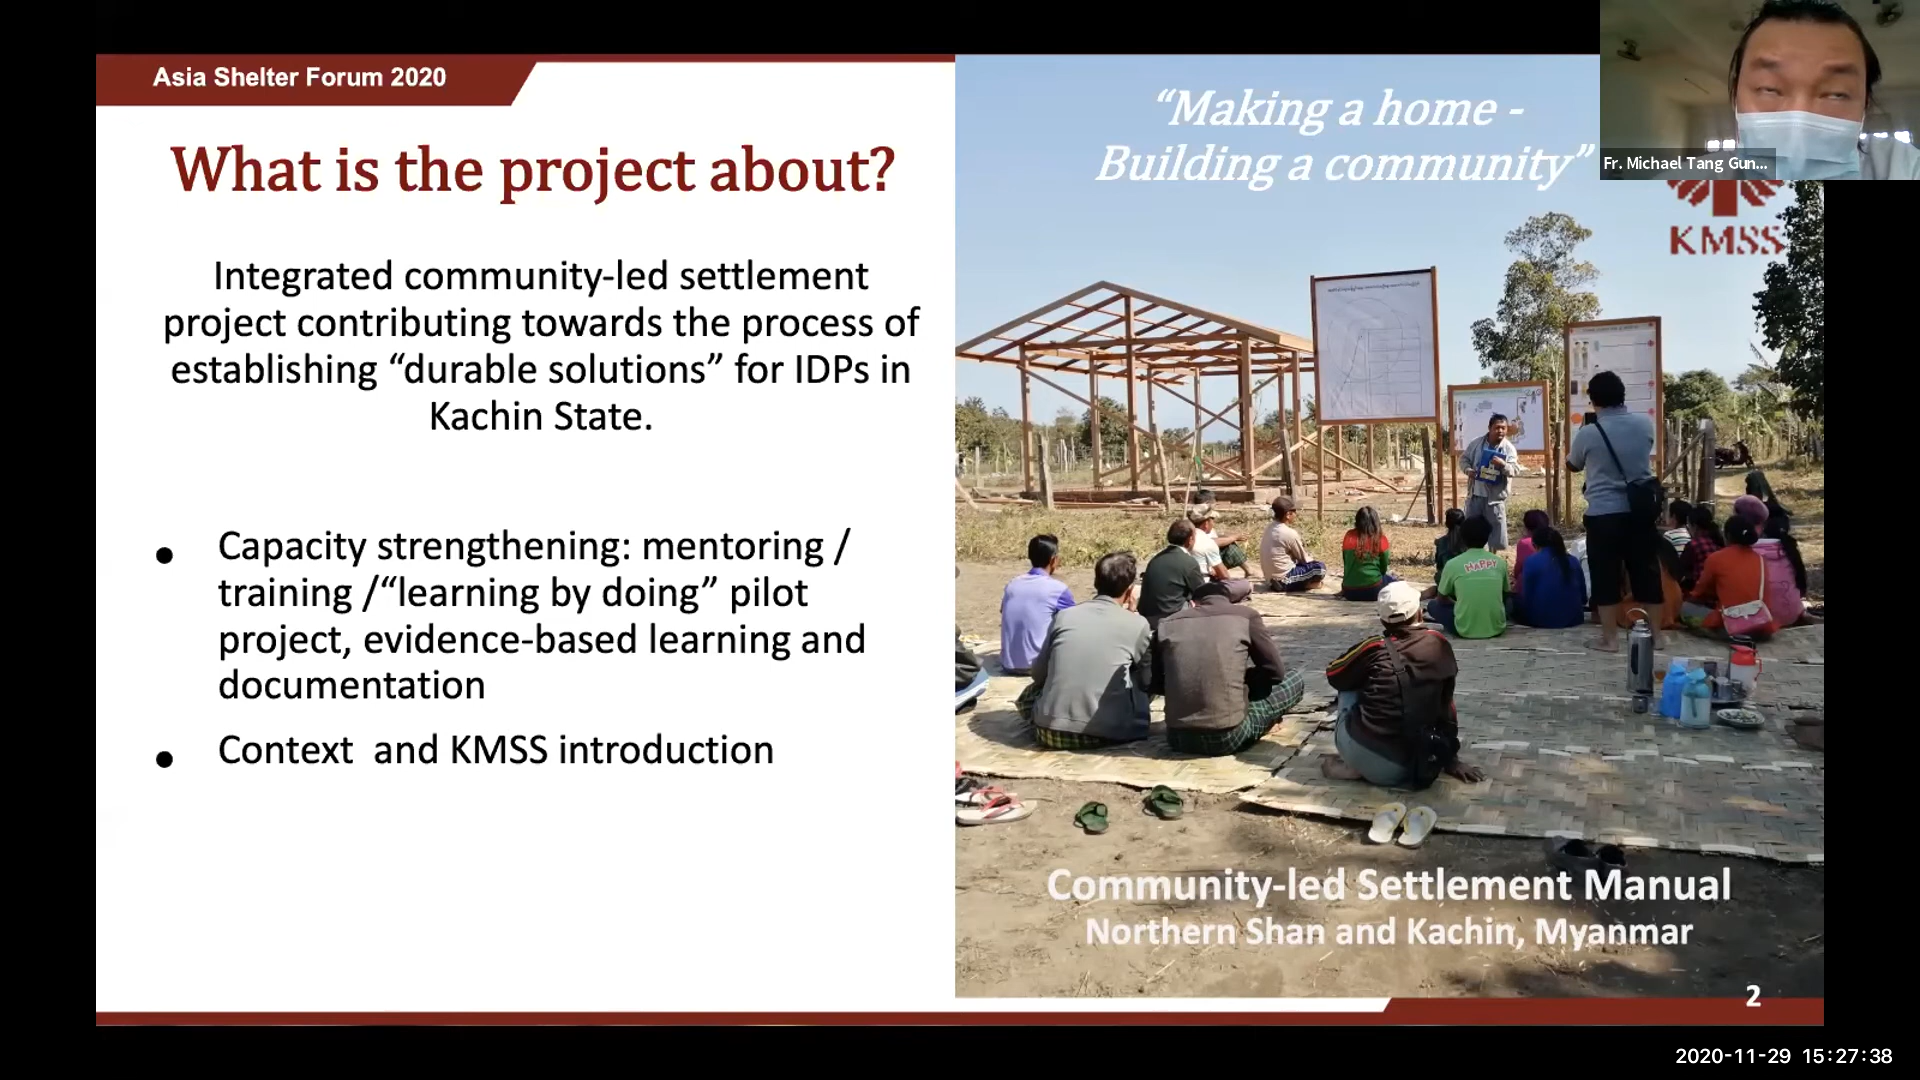 Asia Shelter Forum 2020
What is the project about?
Integrated community-led settlement
project contributing towards the process of
establishing “durable solutions” for IDPs in
Kachin State.
• Capacity strengthening: mentoring /
training /“learning by doing” pilot
project, evidence-based learning and
documentation
• Context  and KMSS introduction
“Making a home -
Building a community”
Fr. Michael Tang Gun...
KMSS
HAPPY
Community-led Settlement Manual
Northern Shan and Kachin, Myanmar
2
2020-11-29 15:27:38